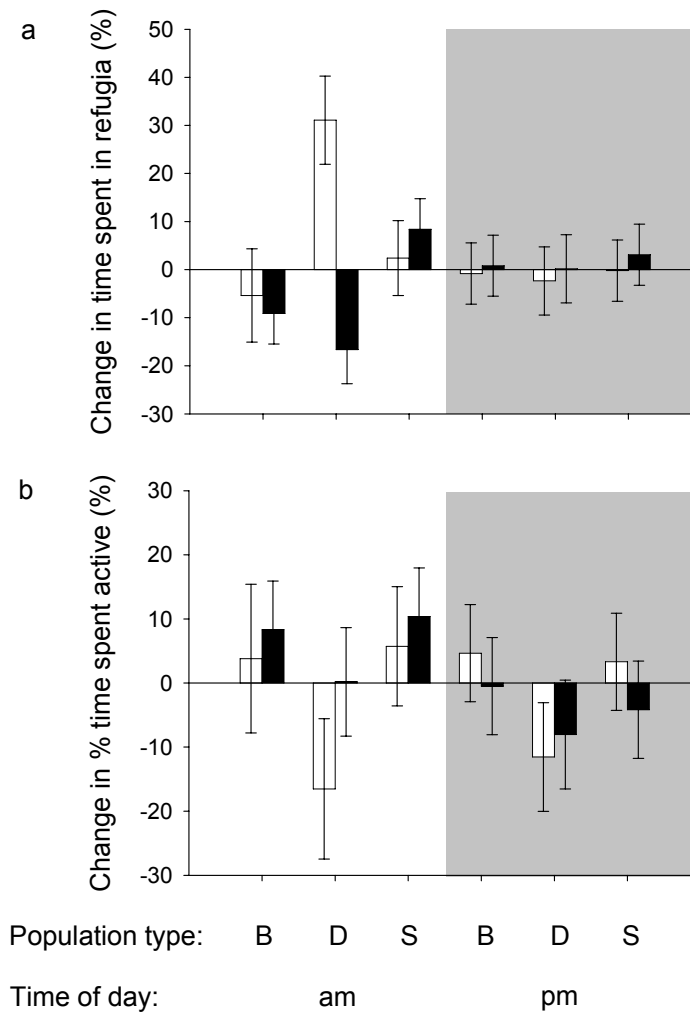 a
Change in time spent in refugia (%)
50
40
30
20
10
0
-10
-20
-30
b
Change in % time spent active (%)
30
20
10
0
-10
-20
-30
Population type: B D S B D S
Time of day: am pm